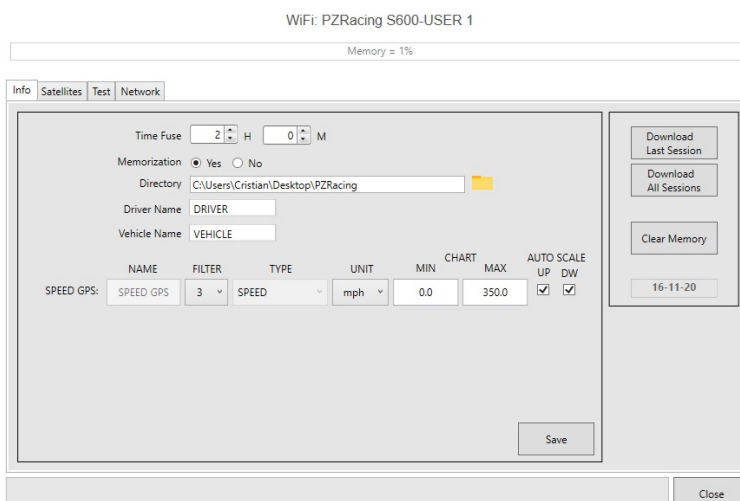 WiFi: PZRacing S600-USER 1
Memory = 1%
Info Satellites Test Network
Time Fuse 2 H 0 M
Memorization Yes No
Directory C:\Users\Cristian\Desktop\PZRacing
Driver Name DRIVER
Vehicle Name VEHICLE
CHART AUTO SCALE
NAME FILTER TYPE UNIT MIN MAX UP DW
SPEED GPS: SPEED GPS 3 SPEED mph 0.0 350.0
Save
Download
Last Session
Download
All Sessions
Clear Memory
16-11-20
Close